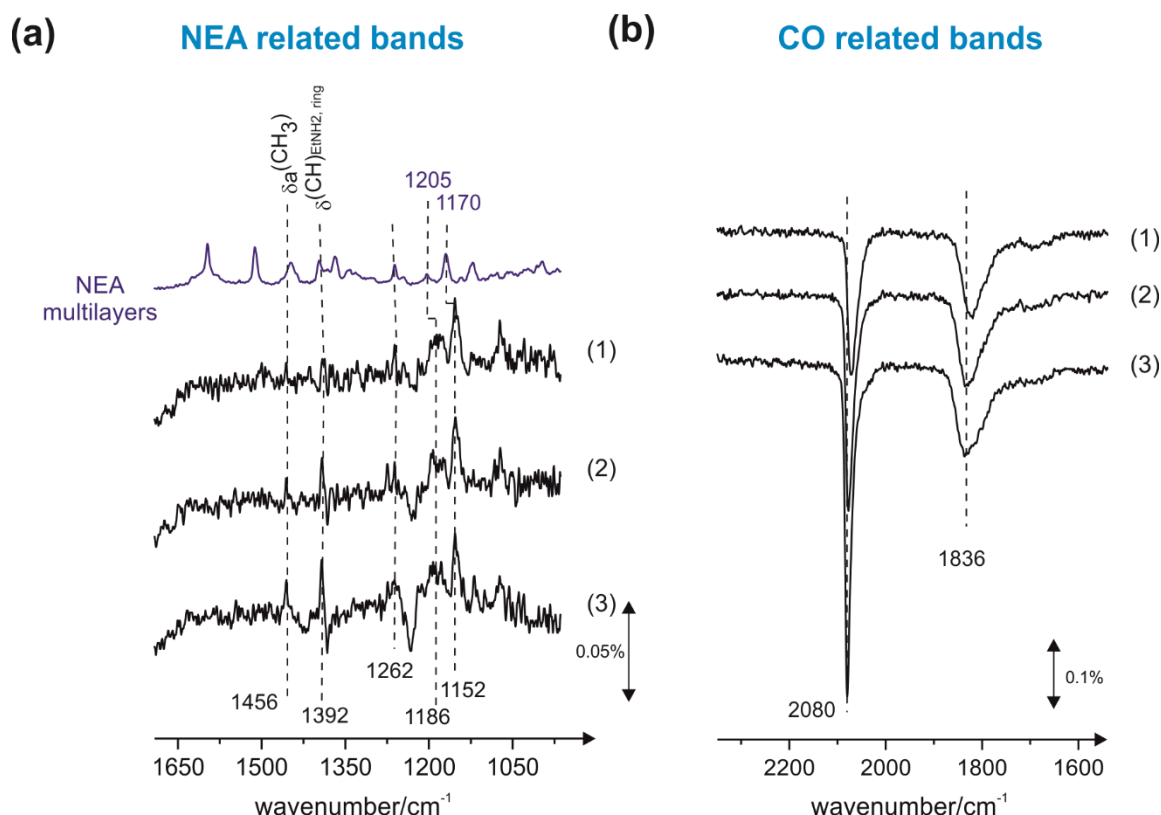 (a)
NEA related bands
δa(CH3)
δ(CH)EtNH2, ring
1205
1170
NEA
multilayers
(1)
(2)
(3)
0.05%
1456
1392
1262
1186
1152
1650 1450 1350 1200 1050
wavenumber/cm-1
(b)
CO related bands
(1)
(2)
(3)
1836
2080
0.1%
2200 2000 1800 1600
wavenumber/cm-1